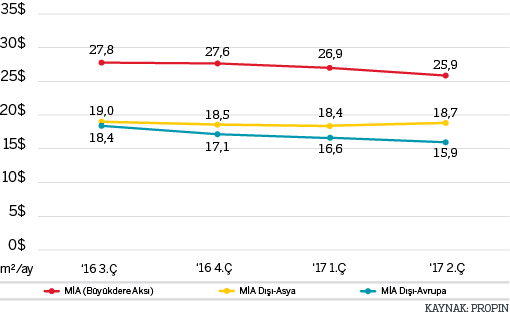 35$
30$
27,8 27,6 26,9 25,9
25$
20$
19,0 18,5 18,4 18,7
18,4 17,1 16,6 15,9
15$
10$
5$
0$
m²/ay '16 3.Ç '16 4.Ç '17 1.Ç '17 2.Ç
MİA (Büyükdere Aksı) MİA Dışı-Asya MİA Dışı-Avrupa
KAYNAK: PROPIN